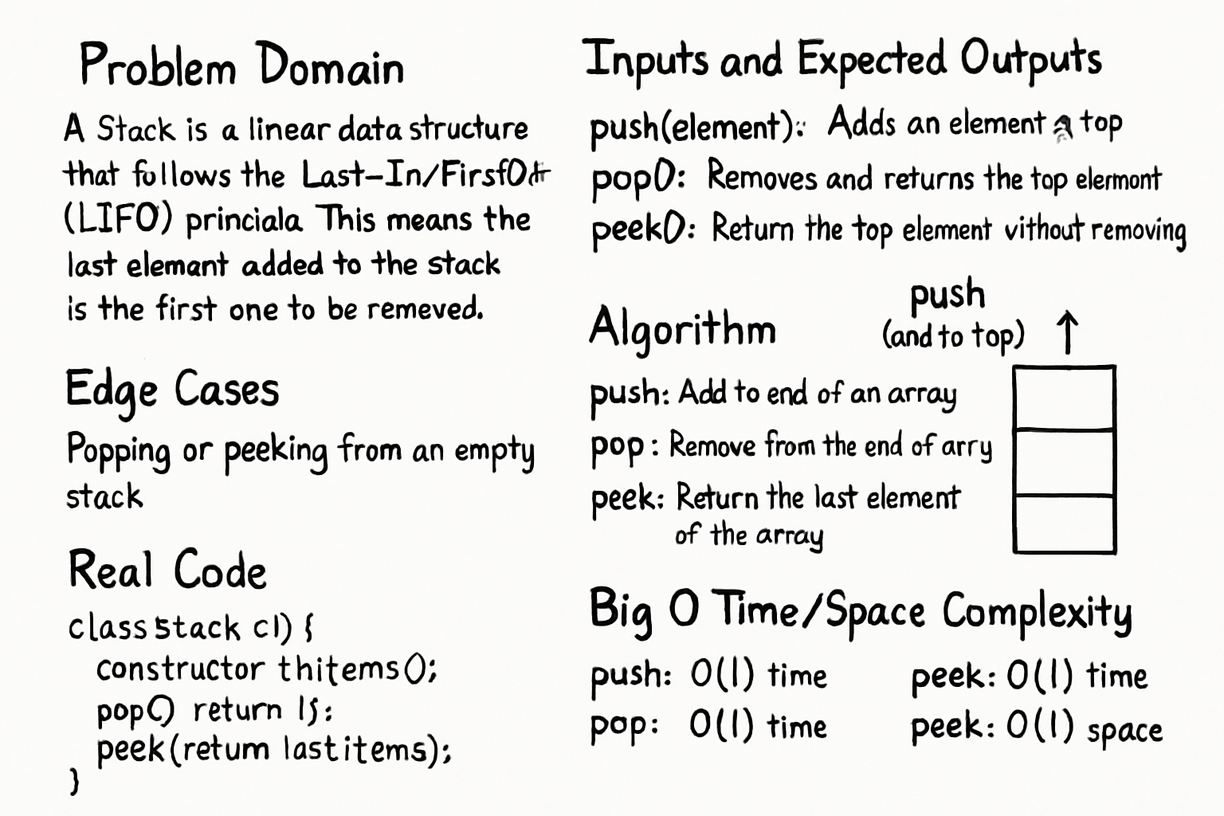 Problem Domain
A Stack is a linear data structure
that follows the Last-In/First
(LIFO) princiala This means the
last elemant added to the stack
is the first one to be remeved.
Edge Cases
Popping or peeking from an empty
stack
Real Code
class stack cl) {
constructor thitems();
pop() return 1}:
peek(retum lastitems);
}
Inputs and Expected Outputs
push(element): Adds an element a top
pop(): Removes and returns the top elermont
peek(): Return the top elenment without removing
Algorithm
push: Add to end of an array
pop: Remove from the end of arry
peek: Return the last element
of the array
push
(and to top)
Big O Time/Space Complexity
push: O(1) time
pop: O(1) time
peek: O(1) time
peek: O(1) space